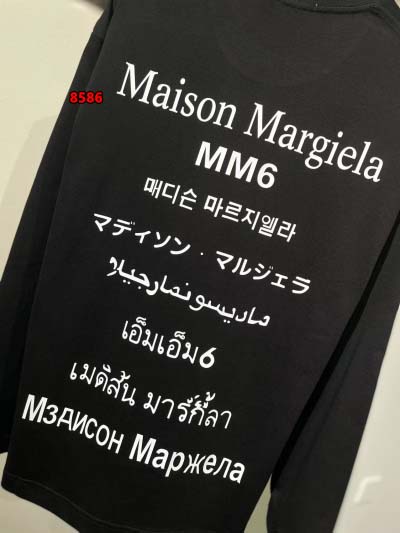 8586
Maison Margiela
MM6
매디슨 마르지엘라
マディソン・マルジェラ
ماديسونمارجيلا
เอ็มเอ็ม6
เมดิสัน มาร์กี้ลา
Мздисон Маржела